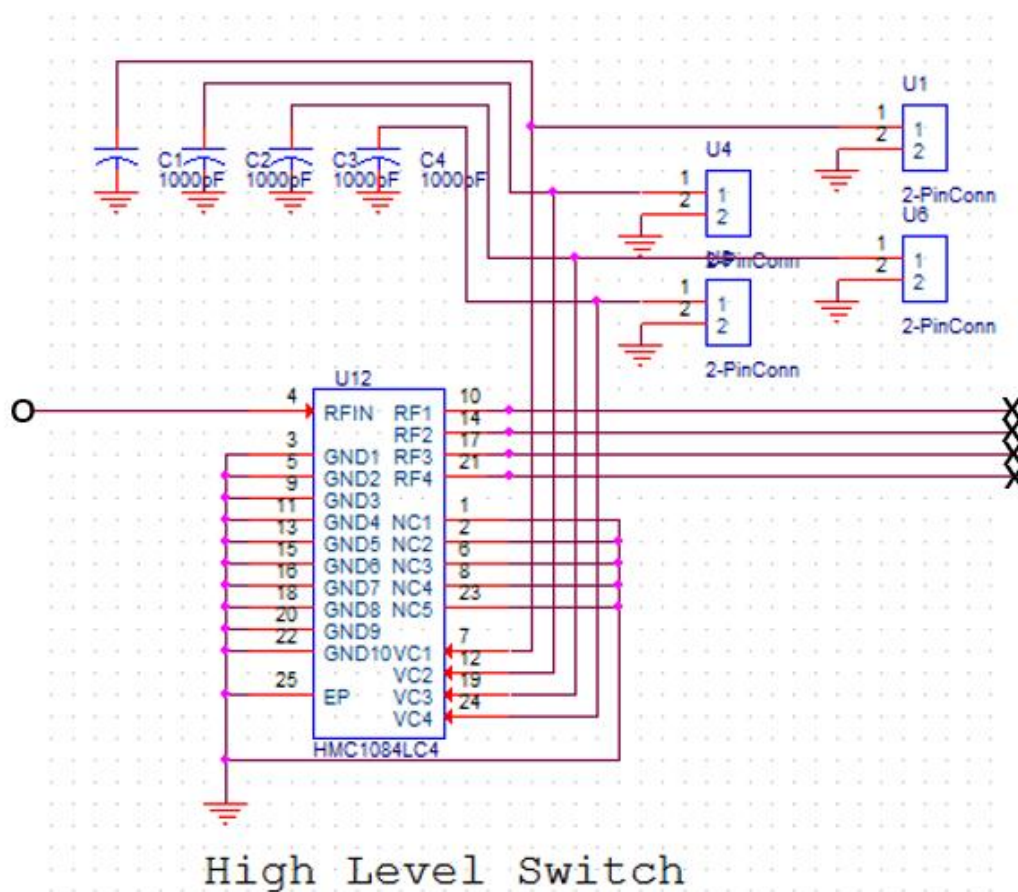 U1
1
2
1
2
2-PinConn
U4
1
2
1
2
U6
1
2
1
2
2-PinConn
C1
1000pF
C2
1000pF
C3
1000pF
C4
1000pF
PinConn
1
2
1
2
2-PinConn
U12
4 RFIN RF1 10
RF2 14
3 GND1 RF3 17
5 GND2 RF4 21
9 GND3
11 GND4 NC1 1
13 GND5 NC2 2
15 GND6 NC3 6
16 GND7 NC4 8
18 GND8 NC5 23
20 GND9
22 GND10 VC1 7
VC2 12
25 EP VC3 19
VC4 24
HMC1084LC4
High Level Switch